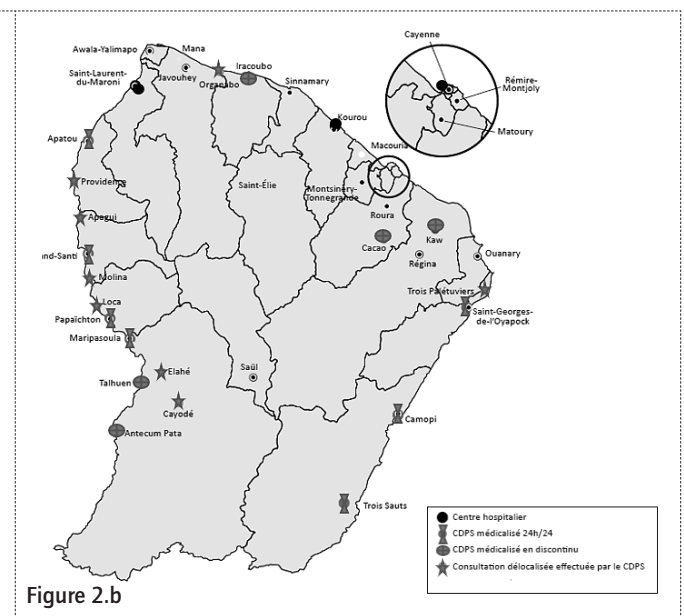 Cayenne
Awala-Yalimapo
Mana
Iracoubo
Saint-Laurent-
du-Maroni
Javouhey
Organabo
Sinnamary
Rémire-
Montjoly
Kourou
Matoury
Apatou
Macouria
Providence
Saint-Élie
Montsinéry-
Tonnegrande
Apagui
Roura
Cacao
Kaw
nd-Santi
Régina
Ouanary
Molina
Trois Palétuviers
Loca
Papaïchton
Saint-Georges-
de-l'Oyapock
Maripasoula
Elahé
Saül
Talhuen
Cayodé
Camopi
Antecum Pata
Trois Sauts
Centre hospitalier
CDPS médicalisé 24h/24
CDPS médicalisé en discontinu
Consultation délocalisée effectuée par le CDPS
Figure 2.b